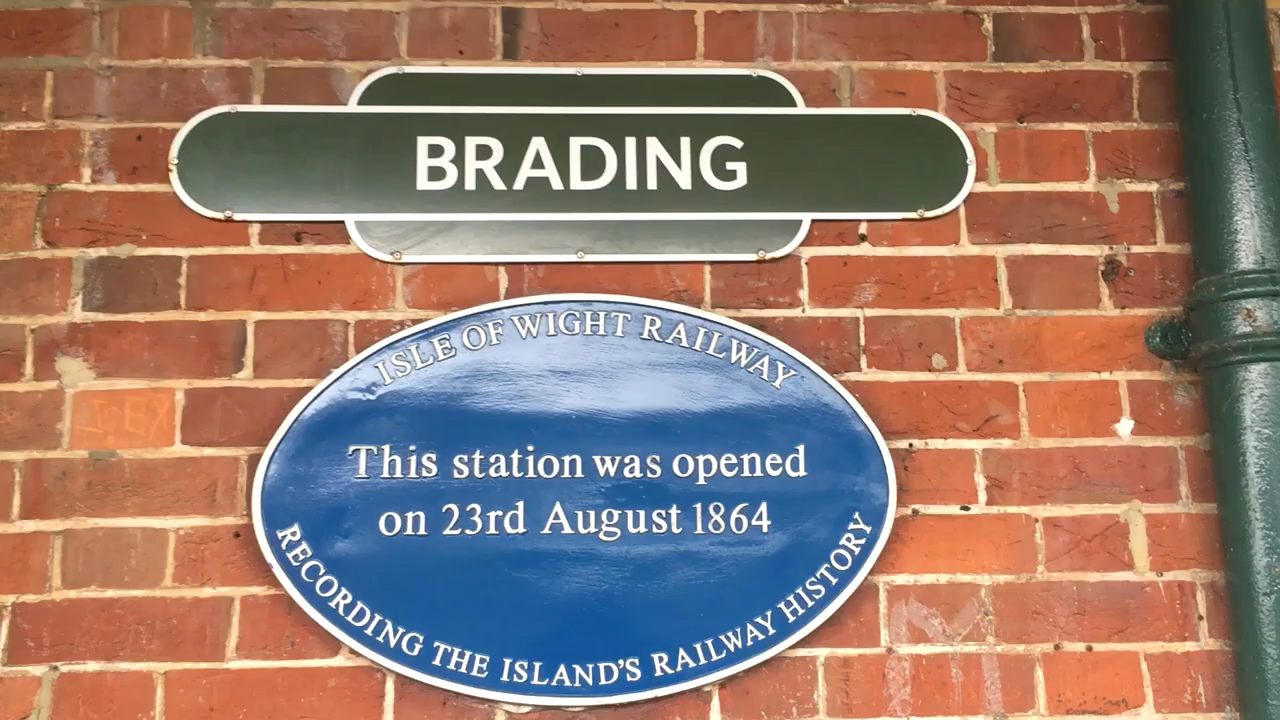 BRADING
ISLE OF WIGHT RAILWAY
This station was opened
on 23rd August 1864
RECORDING THE ISLAND'S RAILWAY HISTORY